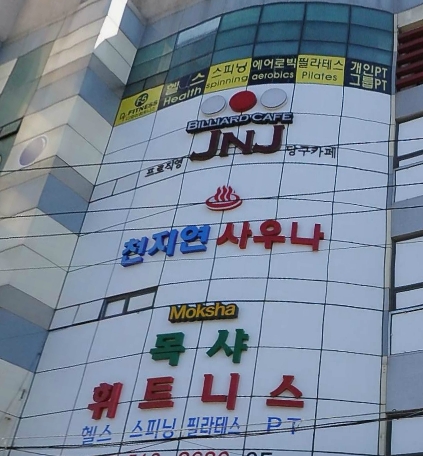 G.FITNESS
헬스 Health
스피닝 spinning
에어로빅 aerobics
필라테스 Pilates
개인PT
그룹PT
BILLIARD CAFE
JNJ
프로직영 당구카페
천지연 사우나
Moksha
목샤
휘트니스
헬스 스피닝 필라테스 PT